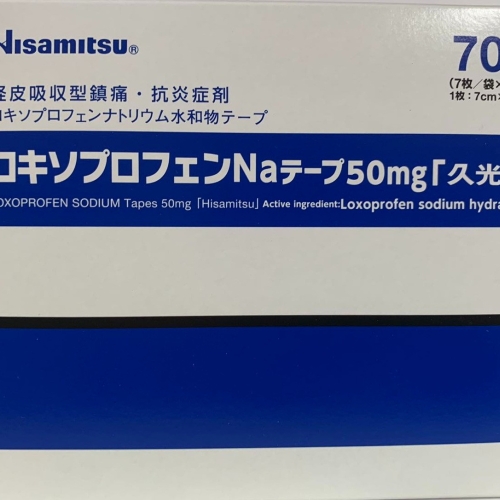 Hisamitsu®
70
(7枚/袋×
1枚:7cm×
経皮吸収型鎮痛・抗炎症剤
ロキソプロフェンナトリウム水和物テープ
ロキソプロフェンNaテープ50mg「久光
OXOPROFEN SODIUM Tapes 50mg「Hisamitsu」Active ingredient:Loxoprofen sodium hydra